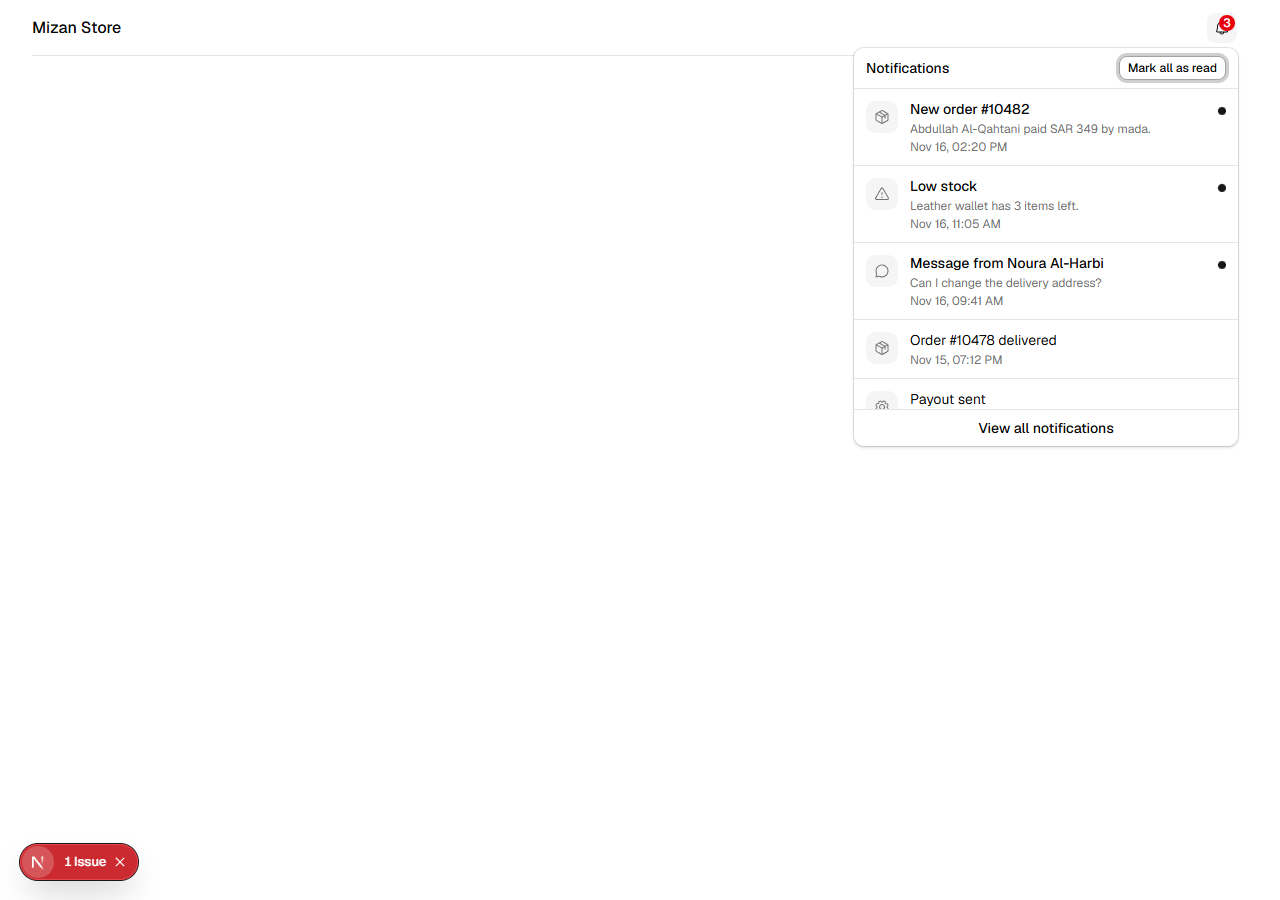 Mizan Store
3
Notifications
Mark all as read
New order #10482
Abdullah Al-Qahtani paid SAR 349 by mada.
Nov 16, 02:20 PM
Low stock
Leather wallet has 3 items left.
Nov 16, 11:05 AM
Message from Noura Al-Harbi
Can I change the delivery address?
Nov 16, 09:41 AM
Order #10478 delivered
Nov 15, 07:12 PM
Payout sent
View all notifications
N
1 Issue